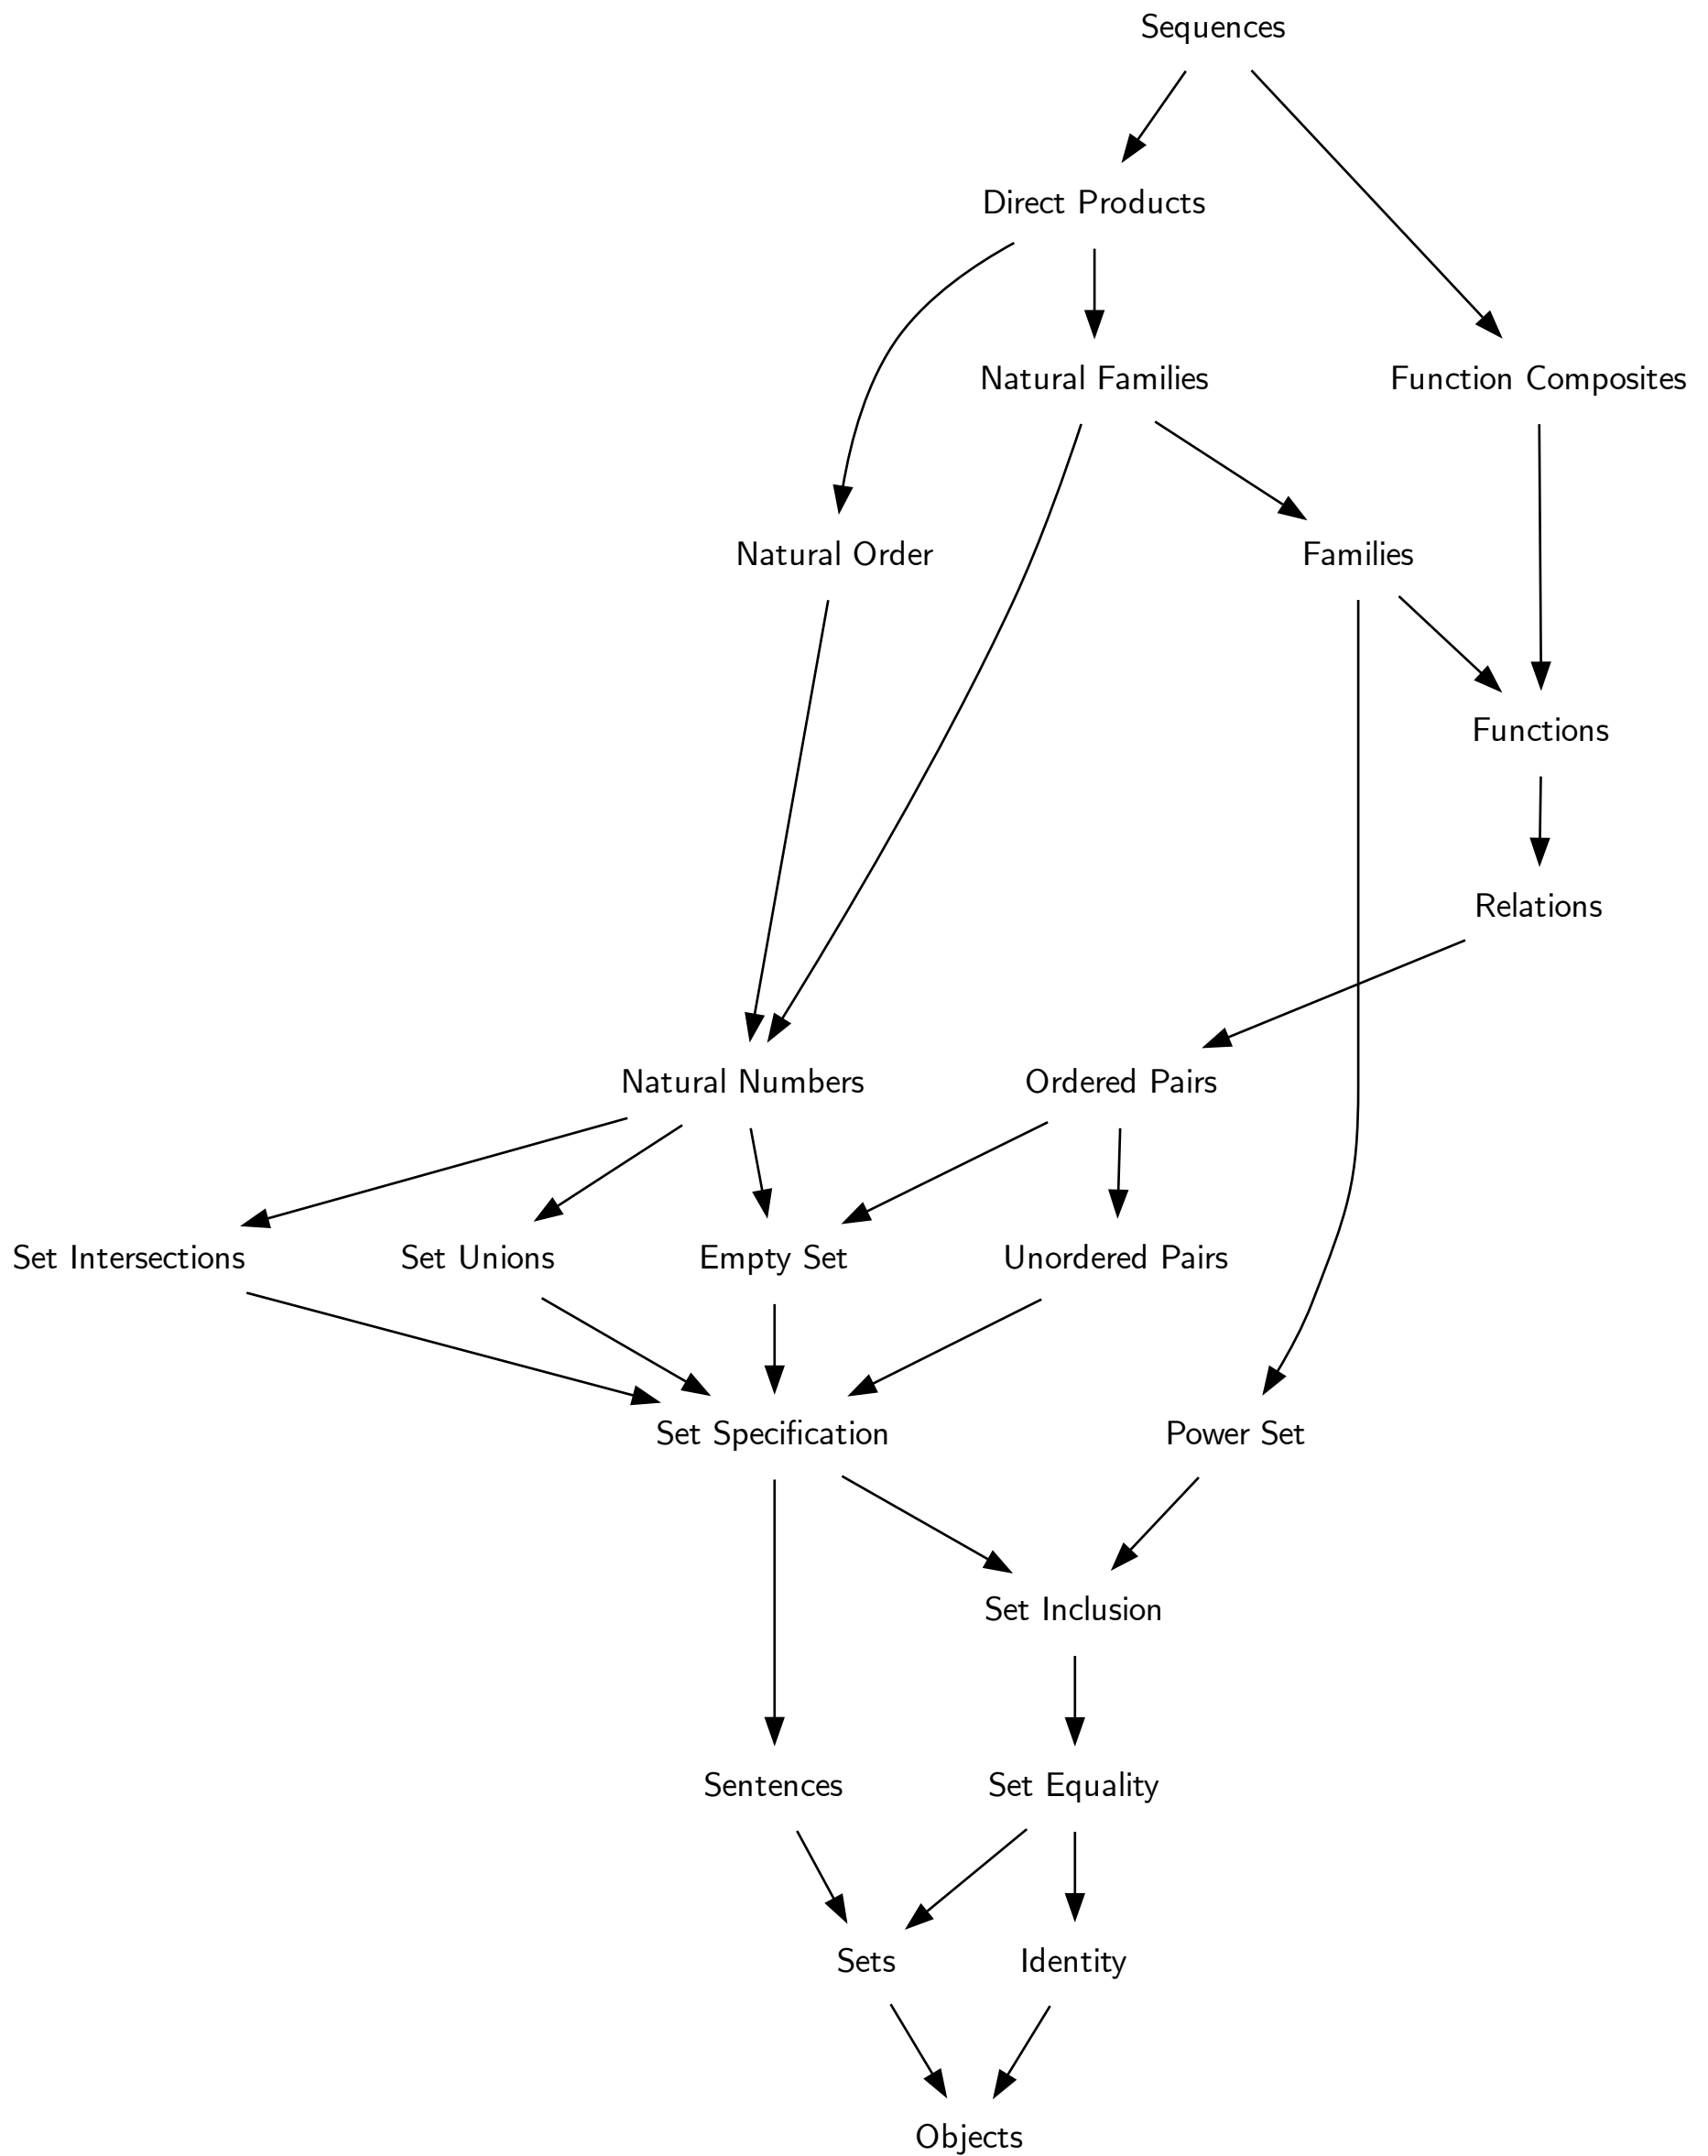 Sequences
Direct Products
Natural Families
Function Composites
Natural Order
Families
Functions
Relations
Natural Numbers
Ordered Pairs
Set Intersections
Set Unions
Empty Set
Unordered Pairs
Set Specification
Power Set
Set Inclusion
Sentences
Set Equality
Sets
Identity
Objects